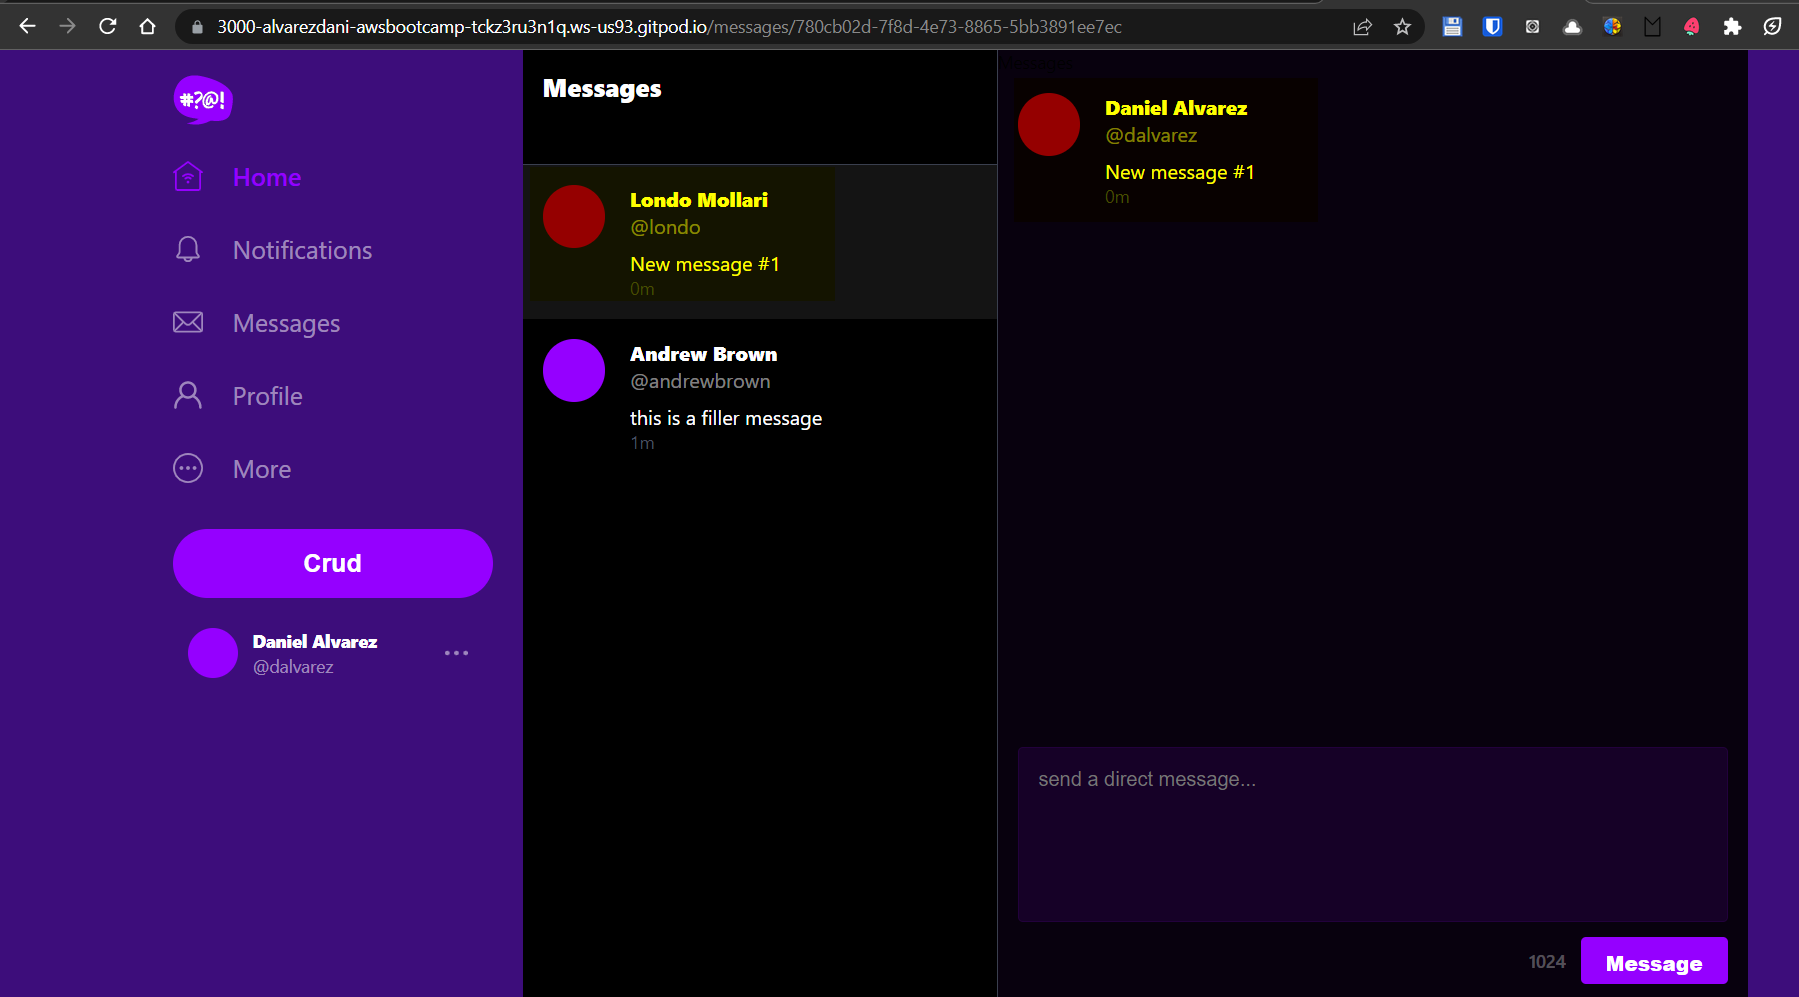 3000-alvarezdani-awsbootcamp-tckz3ru3n1q.ws-us93.gitpod.io/messages/780cb02d-7f8d-4e73-8865-5bb3891ee7ec
#?@!
Home
Notifications
Messages
Profile
More
Crud
Daniel Alvarez
@dalvarez
Messages
Londo Mollari
@londo
New message #1
0m
Andrew Brown
@andrewbrown
this is a filler message
1m
Messages
Daniel Alvarez
@dalvarez
New message #1
0m
send a direct message...
1024
Message